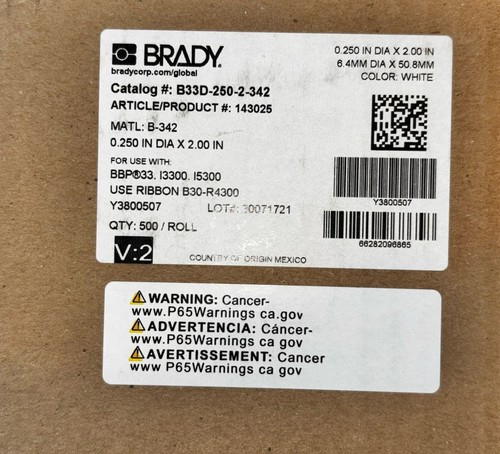 BRADY.
bradycorp.com/global
0.250 IN DIA X 2.00 IN
6.4MM DIA X 50.8MM
COLOR: WHITE
Catalog #: B33D-250-2-342
ARTICLE/PRODUCT #: 143025
MATL: B-342
0.250 IN DIA X 2.00 IN
FOR USE WITH:
BBP®33, I3300, I5300
USE RIBBON B30-R4300
Y3800507 LOT#: 30071721
QTY: 500 / ROLL
V:2
Y3800507
66282096865
COUNTRY OF ORIGIN MEXICO
WARNING: Cancer-
www.P65Warnings ca.gov
ADVERTENCIA: Cáncer-
www.P65Warnings.ca.gov
AVERTISSEMENT: Cancer
www P65Warnings ca gov